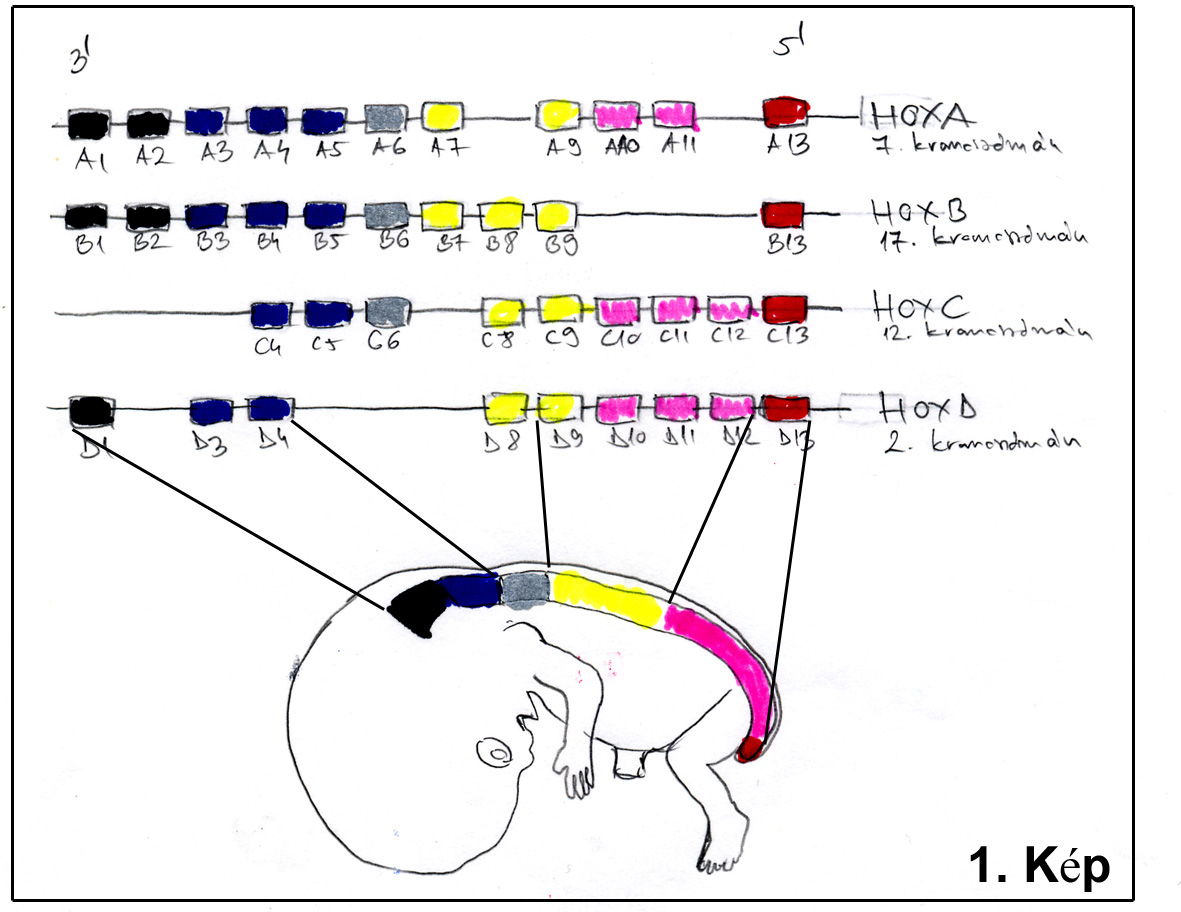 3' 5'
HOXA
A1 A2 A3 A4 A5 A6 A7 A9 A10 A11 A13
7. kromoszómán
HOXB
B1 B2 B3 B4 B5 B6 B7 B8 B9 B13
17. kromoszómán
HOXC
C4 C5 C6 C8 C9 C10 C11 C12 C13
12. kromoszómán
HOXD
D1 D3 D4 D8 D9 D10 D11 D12 D13
2. kromoszómán
1. Kép